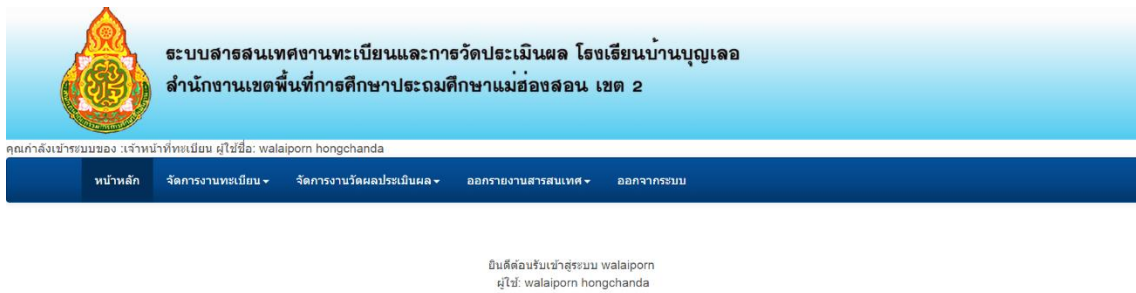 ระบบสารสนเทศงานทะเบียนและการวัดประเมินผล โรงเรียนบ้านบุญเลอ
สำนักงานเขตพื้นที่การศึกษาประถมศึกษาแม่ฮ่องสอน เขต 2
คุณกำลังเข้าระบบของ :เจ้าหน้าที่ทะเบียน ผู้ใช้ชื่อ: walaiporn hongchanda
หน้าหลัก จัดการงานทะเบียน จัดการงานวัดผลประเมินผล ออกรายงานสารสนเทศ ออกจากระบบ
ยินดีต้อนรับเข้าสู่ระบบ walaiporn
ผู้ใช้: walaiporn hongchanda